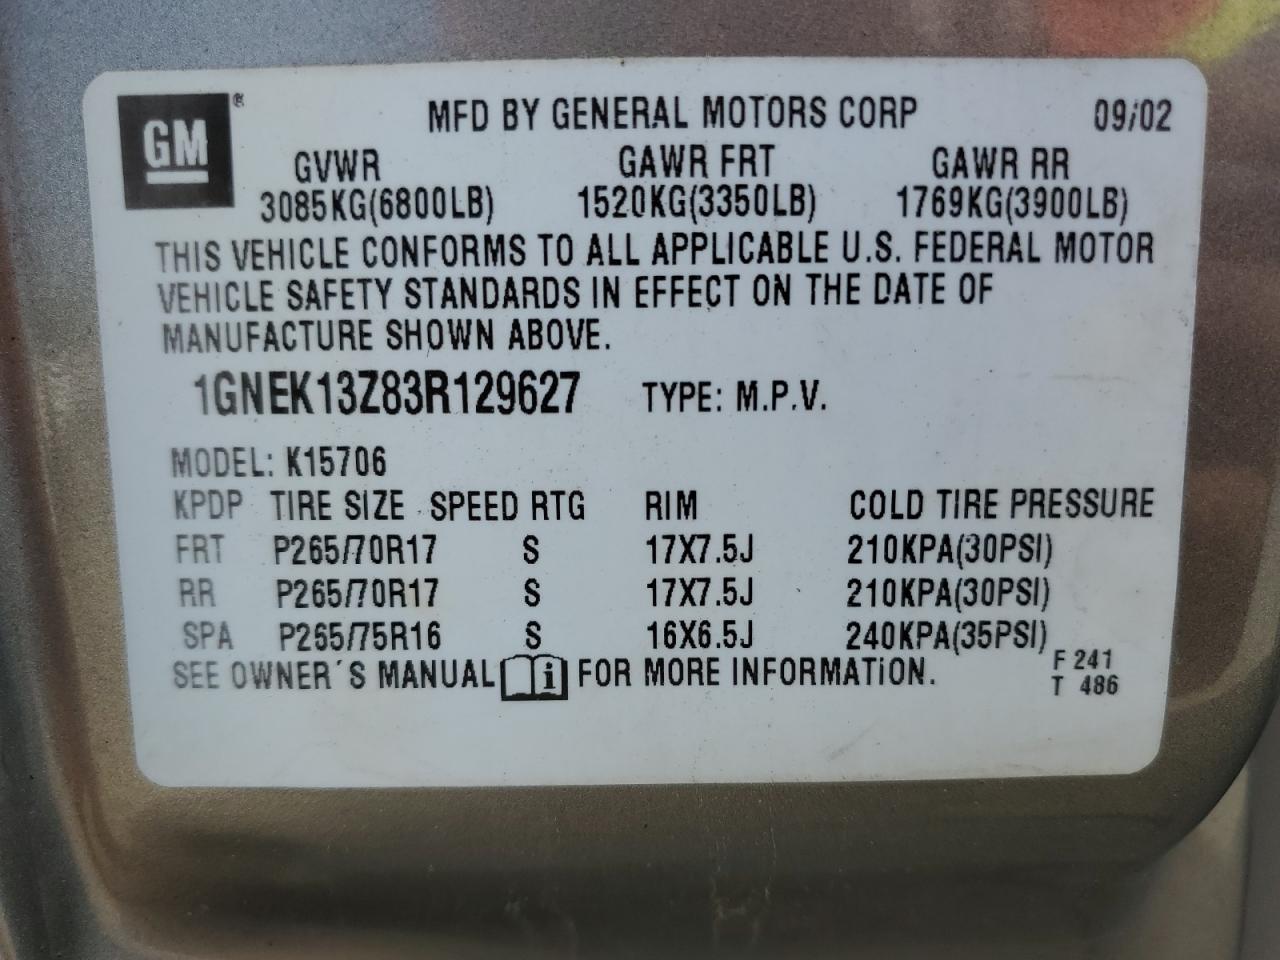 GM® MFD BY GENERAL MOTORS CORP 09/02
GVWR GAWR FRT GAWR RR
3085KG(6800LB) 1520KG(3350LB) 1769KG(3900LB)
THIS VEHICLE CONFORMS TO ALL APPLICABLE U.S. FEDERAL MOTOR
VEHICLE SAFETY STANDARDS IN EFFECT ON THE DATE OF
MANUFACTURE SHOWN ABOVE.
1GNEK13Z83R129627 TYPE: M.P.V.
MODEL: K15706
KPDP TIRE SIZE SPEED RTG RIM COLD TIRE PRESSURE
FRT P265/70R17 S 17X7.5J 210KPA(30PSI)
RR P265/70R17 S 17X7.5J 210KPA(30PSI)
SPA P265/75R16 S 16X6.5J 240KPA(35PSI)
SEE OWNER´S MANUAL i FOR MORE INFORMATION.
F 241
T 486